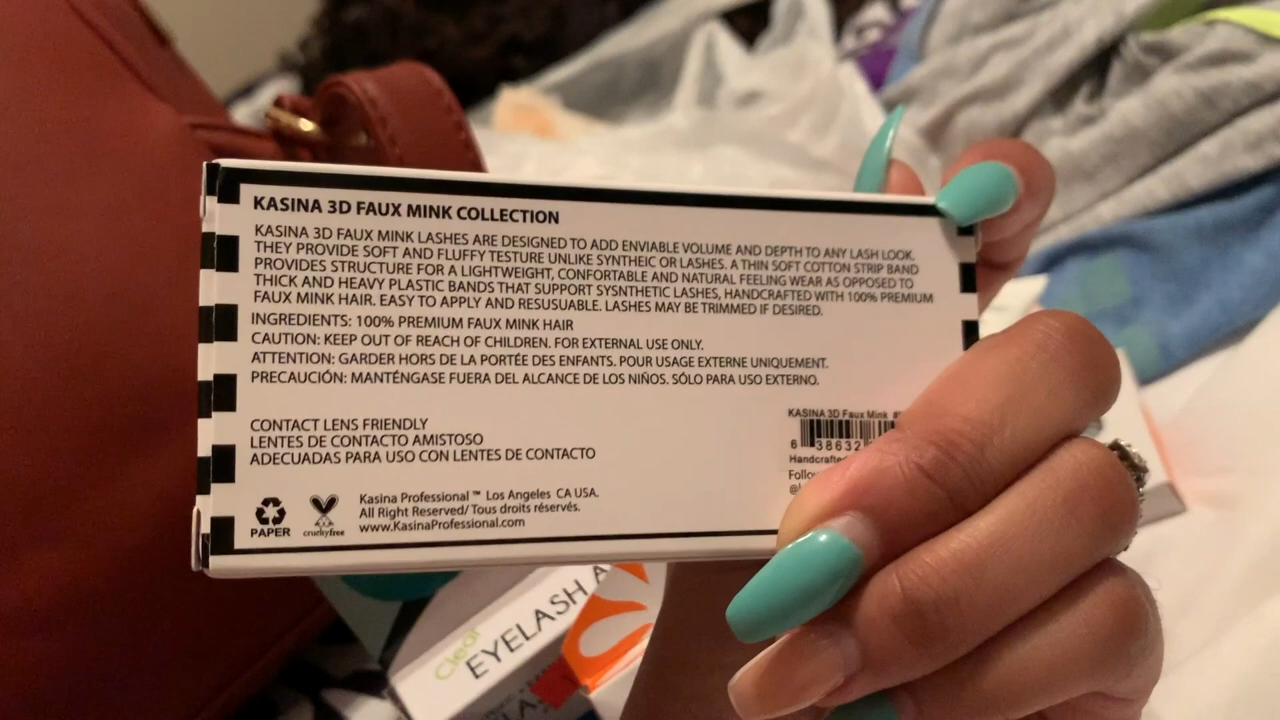 KASINA 3D FAUX MINK COLLECTION
KASINA 3D FAUX MINK LASHES ARE DESIGNED TO ADD ENVIABLE VOLUME AND DEPTH TO ANY LASH LOOK.
THEY PROVIDE SOFT AND FLUFFY TESTURE UNLIKE SYNTHEIC OR LASHES. A THIN SOFT COTTON STRIP BAND
PROVIDES STRUCTURE FOR A LIGHTWEIGHT, CONFORTABLE AND NATURAL FEELING WEAR AS OPPOSED TO
THICK AND HEAVY PLASTIC BANDS THAT SUPPORT SYSNTHETIC LASHES, HANDCRAFTED WITH 100% PREMIUM
FAUX MINK HAIR. EASY TO APPLY AND RESUSUABLE. LASHES MAY BE TRIMMED IF DESIRED.
INGREDIENTS: 100% PREMIUM FAUX MINK HAIR
CAUTION: KEEP OUT OF REACH OF CHILDREN. FOR EXTERNAL USE ONLY.
ATTENTION: GARDER HORS DE LA PORTÉE DES ENFANTS. POUR USAGE EXTERNE UNIQUEMENT.
PRECAUCIÓN: MANTÉNGASE FUERA DEL ALCANCE DE LOS NIÑOS. SÓLO PARA USO EXTERNO.
CONTACT LENS FRIENDLY
LENTES DE CONTACTO AMISTOSO
ADECUADAS PARA USO CON LENTES DE CONTACTO
KASINA 3D Faux Mink
6 38632
Handcrafte
Follo
@
PAPER
crueltyfree
Kasina Professional ™ Los Angeles CA USA.
All Right Reserved/ Tous droits réservés.
www.KasinaProfessional.com
Clear
EYELASH A